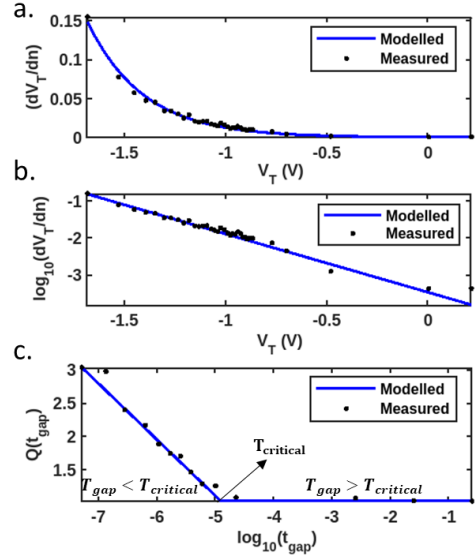 a.
0.15
0.1
0.05
0
(dV_T/dn)
Modelled
Measured
-1.5 -1 -0.5 0
V_T (V)
b.
-1
-2
-3
log_10(dV_T/dn)
Modelled
Measured
-1.5 -1 -0.5 0
V_T (V)
c.
3
2.5
2
1.5
Q(t_gap)
Modelled
Measured
T_critical
T_gap < T_critical
T_gap > T_critical
-7 -6 -5 -4 -3 -2 -1
log_10(t_gap)